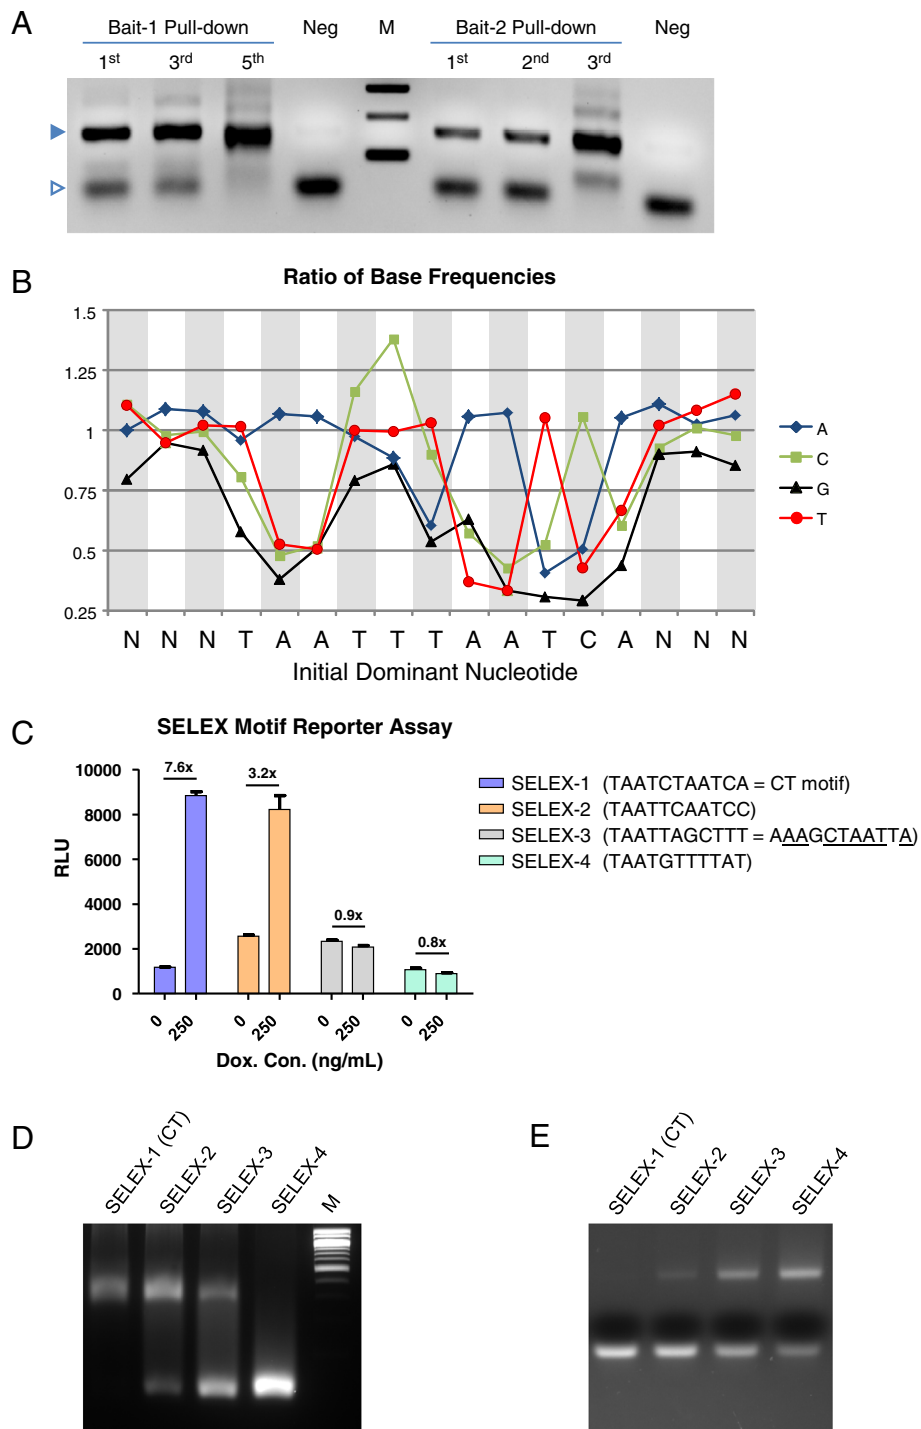 A
Bait-1 Pull-down Neg M Bait-2 Pull-down Neg
1st 3rd 5th 1st 2nd 3rd
B
Ratio of Base Frequencies
1.5
1.25
1
0.75
0.5
0.25
A
C
G
T
N N N T A A T T T A A T C A N N N
Initial Dominant Nucleotide
C
SELEX Motif Reporter Assay
10000
8000
6000
4000
2000
0
RLU
7.6x
3.2x
0.9x
0.8x
0 250 0 250 0 250 0 250
Dox. Con. (ng/mL)
SELEX-1 (TAATCTAATCA = CT motif)
SELEX-2 (TAATTCAATCC)
SELEX-3 (TAATTAGCTTT = AAAGCTAATTA)
SELEX-4 (TAATGTTTTAT)
D
SELEX-1 (CT) SELEX-2 SELEX-3 SELEX-4 M
E
SELEX-1 (CT) SELEX-2 SELEX-3 SELEX-4